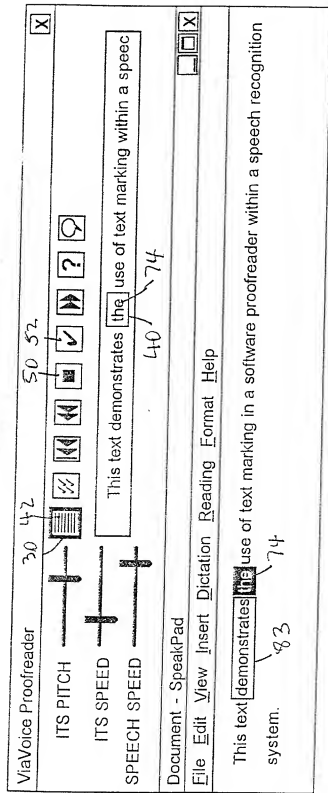 ViaVoice Proofreader X
30 42 50 52
ITS PITCH
ITS SPEED
SPEECH SPEED
?
This text demonstrates the use of text marking within a speec
40 74
Document - SpeakPad X
File Edit View Insert Dictation Reading Format Help
This text demonstrates the use of text marking in a software proofreader within a speech recognition
system.
83 74